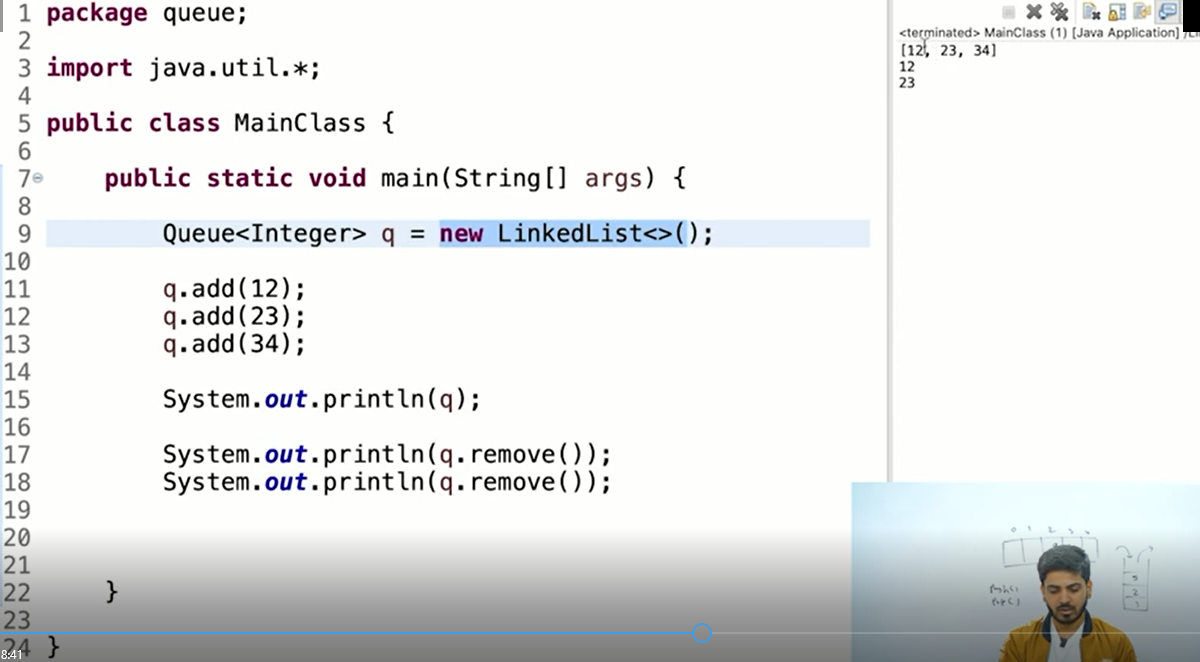 1 package queue;
2
3 import java.util.*;
4
5 public class MainClass {
6
7 public static void main(String[] args) {
8
9 Queue<Integer> q = new LinkedList<>();
10
11 q.add(12);
12 q.add(23);
13 q.add(34);
14
15 System.out.println(q);
16
17 System.out.println(q.remove());
18 System.out.println(q.remove());
19
20
21
22 }
23
24 }
8:41
<terminated> MainClass (1) [Java Application]
[12, 23, 34]
12
23